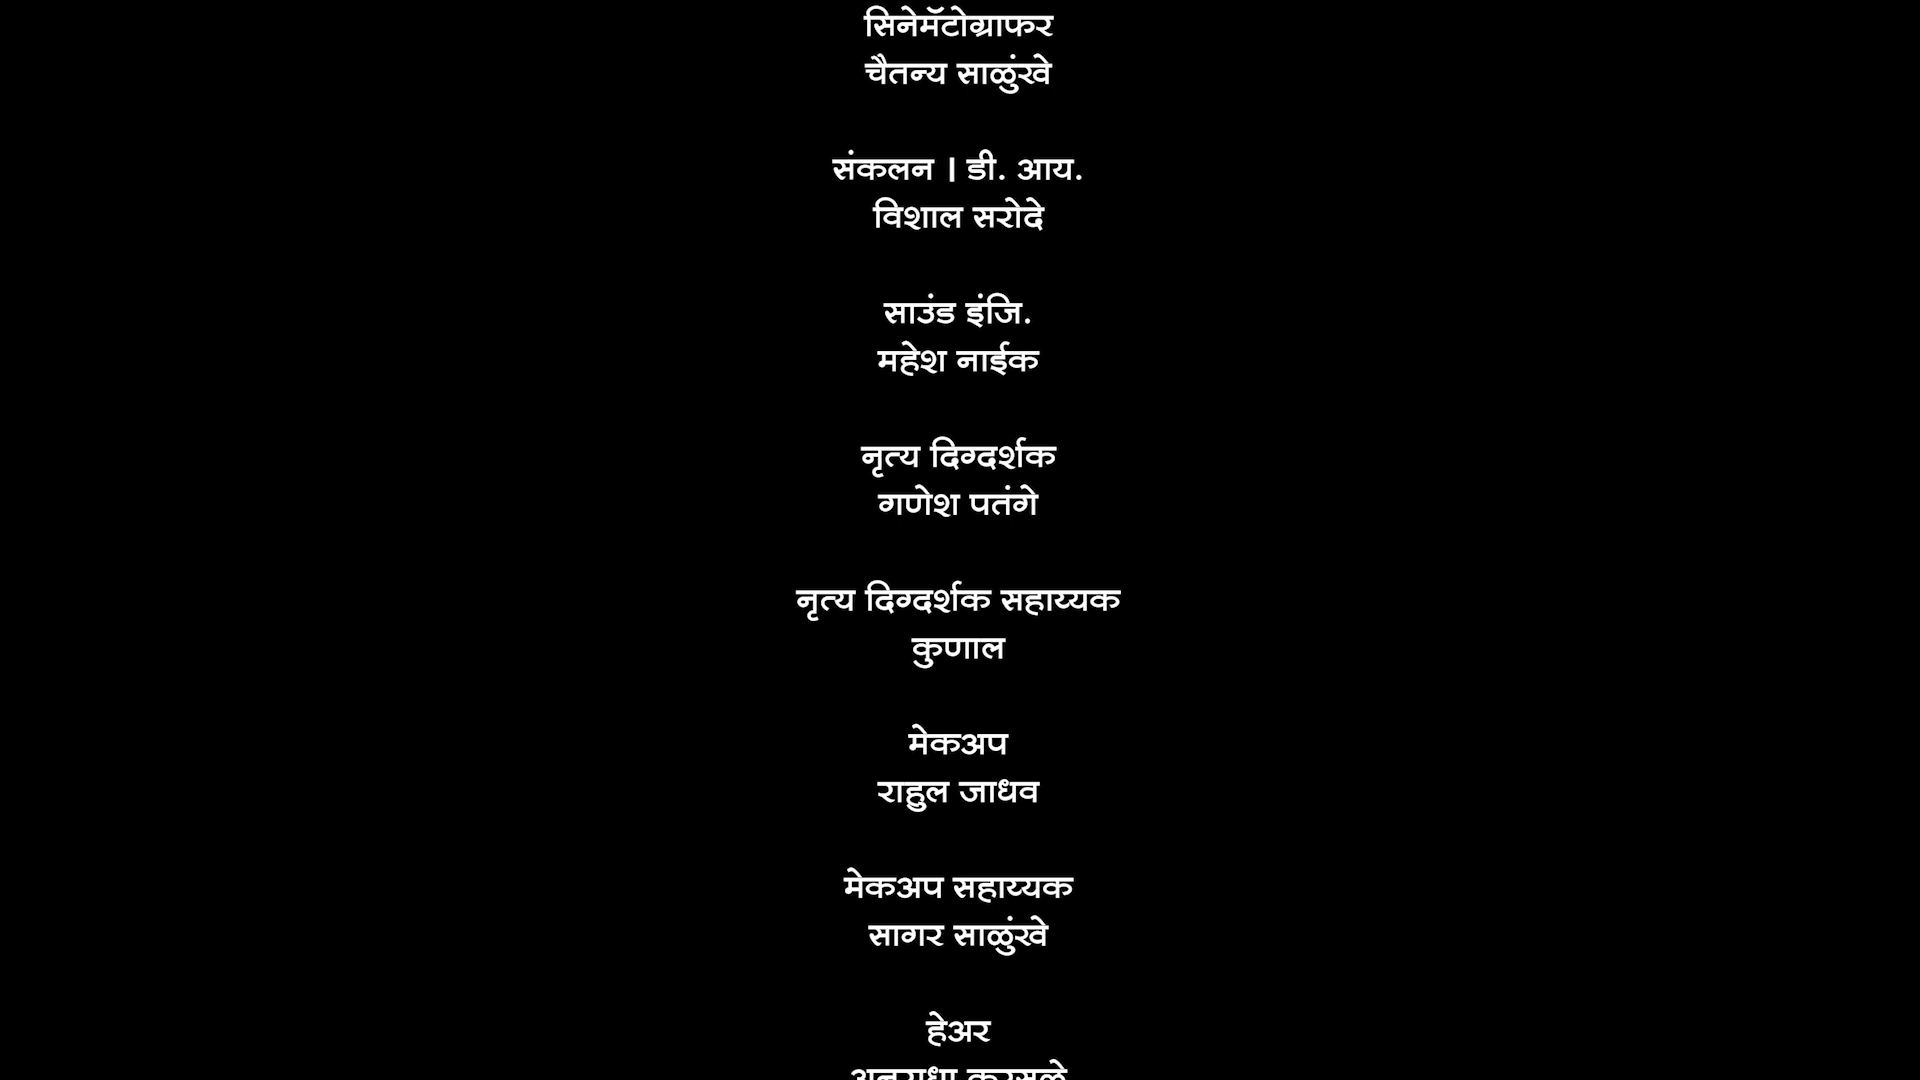 सिनेमॅटोग्राफर
चैतन्य साळुंखे
संकलन | डी. आय.
विशाल सरोदे
साउंड इंजि.
महेश नाईक
नृत्य दिग्दर्शक
गणेश पतंगे
नृत्य दिग्दर्शक सहाय्यक
कुणाल
मेकअप
राहुल जाधव
मेकअप सहाय्यक
सागर साळुंखे
हेअर